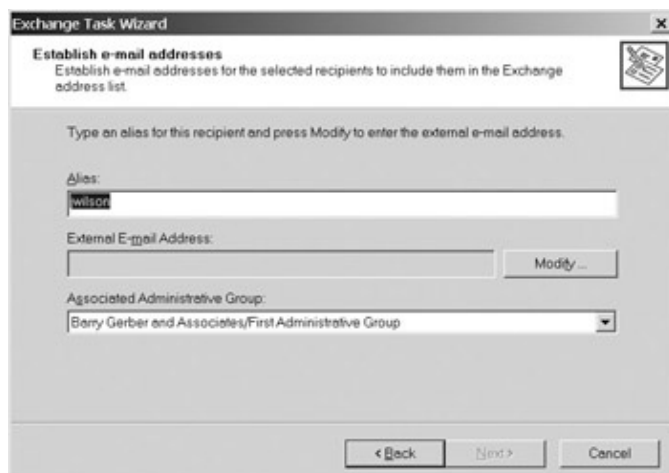 Exchange Task Wizard
Establish e-mail addresses
Establish e-mail addresses for the selected recipients to include them in the Exchange
address list.
Type an alias for this recipient and press Modify to enter the external e-mail address.
Alias:
jwilson
External E-mail Address:
Modify ...
Associated Administrative Group:
Barry Gerber and Associates/First Administrative Group
< Back
Next >
Cancel